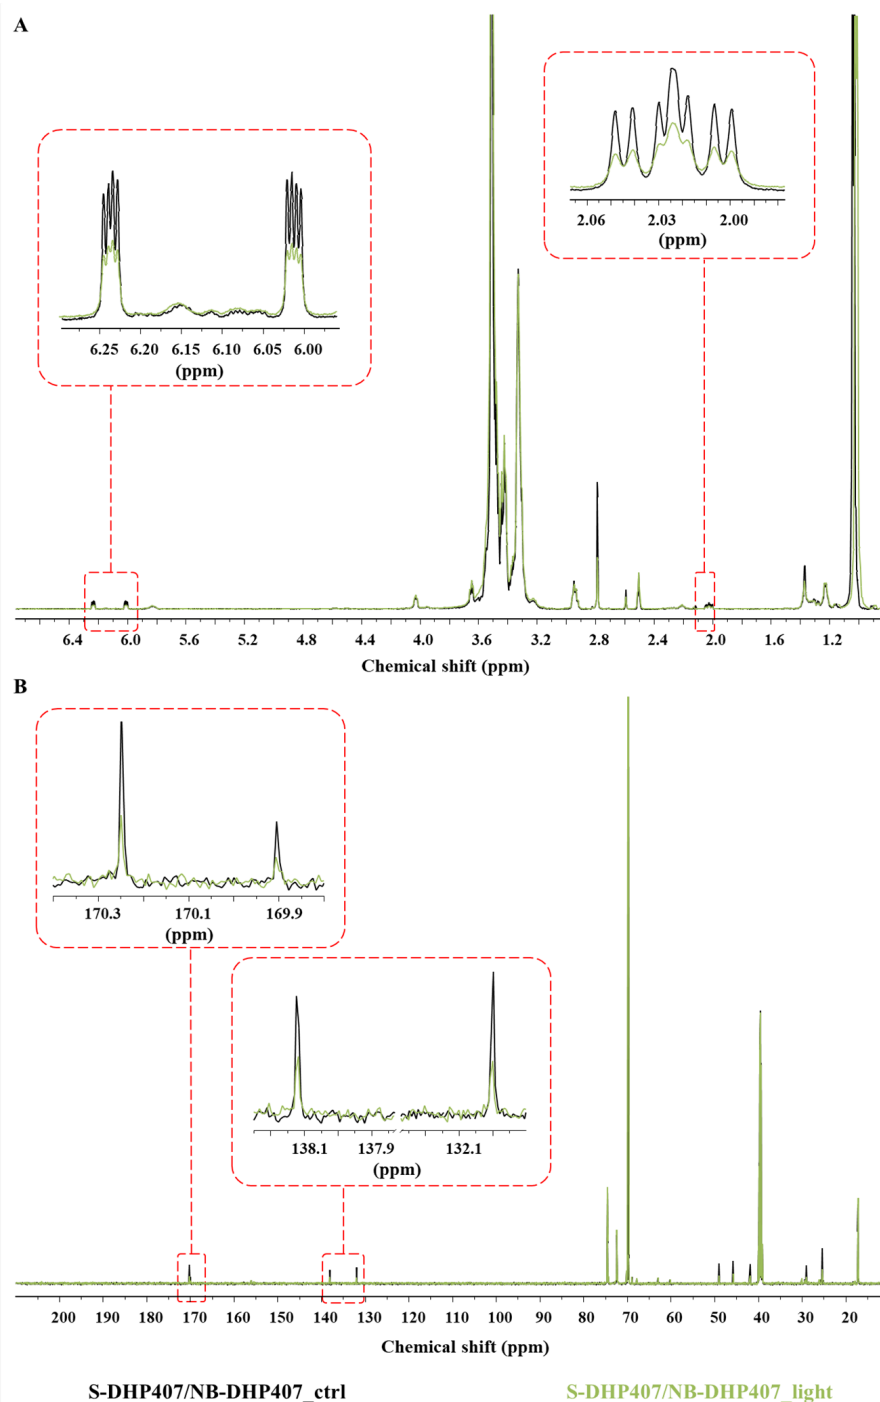 A
2.06 2.03 2.00
(ppm)
6.25 6.20 6.15 6.10 6.05 6.00
(ppm)
6.4 6.0 5.6 5.2 4.8 4.4 4.0 3.6 3.2 2.8 2.4 2.0 1.6 1.2
Chemical shift (ppm)
B
170.3 170.1 169.9
(ppm)
138.1 137.9 132.1
(ppm)
200 190 180 170 160 150 140 130 120 110 100 90 80 70 60 50 40 30 20
Chemical shift (ppm)
S-DHP407/NB-DHP407_ctrl S-DHP407/NB-DHP407_light